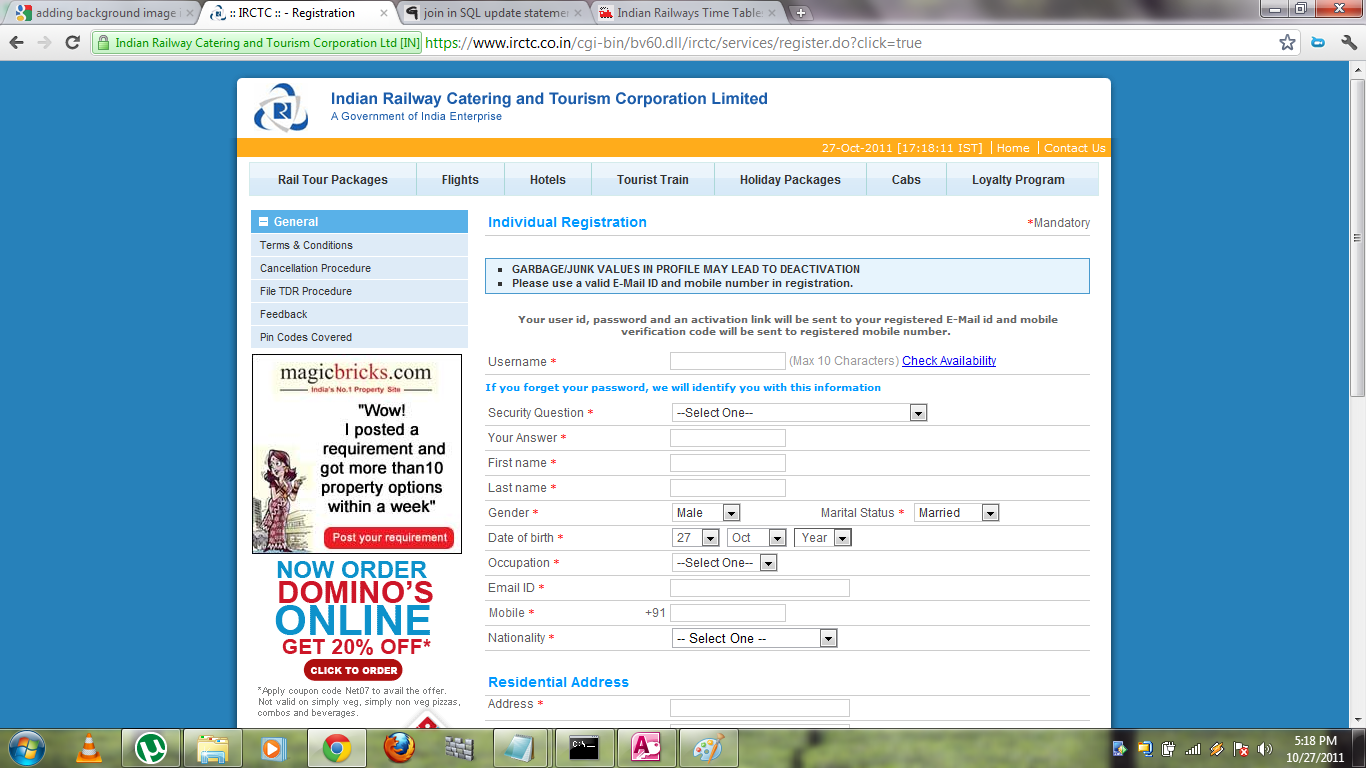 adding background image
:: IRCTC :: - Registration
join in SQL update statemen
Indian Railways Time Table
Indian Railway Catering and Tourism Corporation Ltd [IN]
https://www.irctc.co.in/cgi-bin/bv60.dll/irctc/services/register.do?click=true
Indian Railway Catering and Tourism Corporation Limited
A Government of India Enterprise
27-Oct-2011 [17:18:11 IST] | Home | Contact Us
Rail Tour Packages Flights Hotels Tourist Train Holiday Packages Cabs Loyalty Program
General
Terms & Conditions
Cancellation Procedure
File TDR Procedure
Feedback
Pin Codes Covered
magicbricks.com
India's No.1 Property Site
"Wow!
I posted a
requirement and
got more than10
property options
within a week"
Post your requirement
NOW ORDER
DOMINO'S
ONLINE
GET 20% OFF*
CLICK TO ORDER
*Apply coupon code Net07 to avail the offer.
Not valid on simply veg, simply non veg pizzas,
combos and beverages.
Individual Registration
*Mandatory
GARBAGE/JUNK VALUES IN PROFILE MAY LEAD TO DEACTIVATION
Please use a valid E-Mail ID and mobile number in registration.
Your user id, password and an activation link will be sent to your registered E-Mail id and mobile
verification code will be sent to registered mobile number.
Username * (Max 10 Characters) Check Availability
If you forget your password, we will identify you with this information
Security Question * --Select One--
Your Answer *
First name *
Last name *
Gender * Male Marital Status * Married
Date of birth * 27 Oct Year
Occupation * --Select One--
Email ID *
Mobile * +91
Nationality * -- Select One --
Residential Address
Address *
5:18 PM
10/27/2011